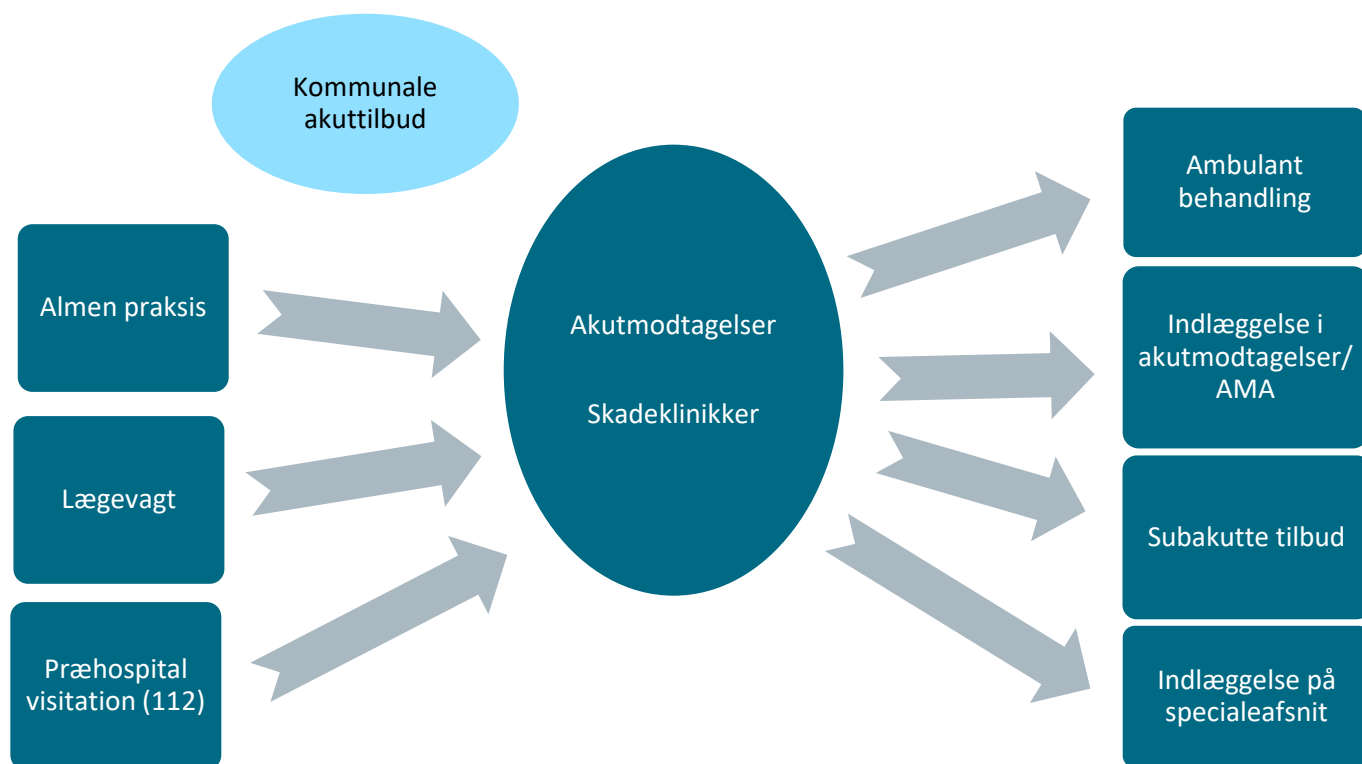 Kommunale
akuttilbud
Almen praksis
Lægevagt
Præhospital
visitation (112)
Akutmodtagelser
Skadeklinikker
Ambulant
behandling
Indlæggelse i
akutmodtagelser/
AMA
Subakutte tilbud
Indlæggelse på
specialeafsnit